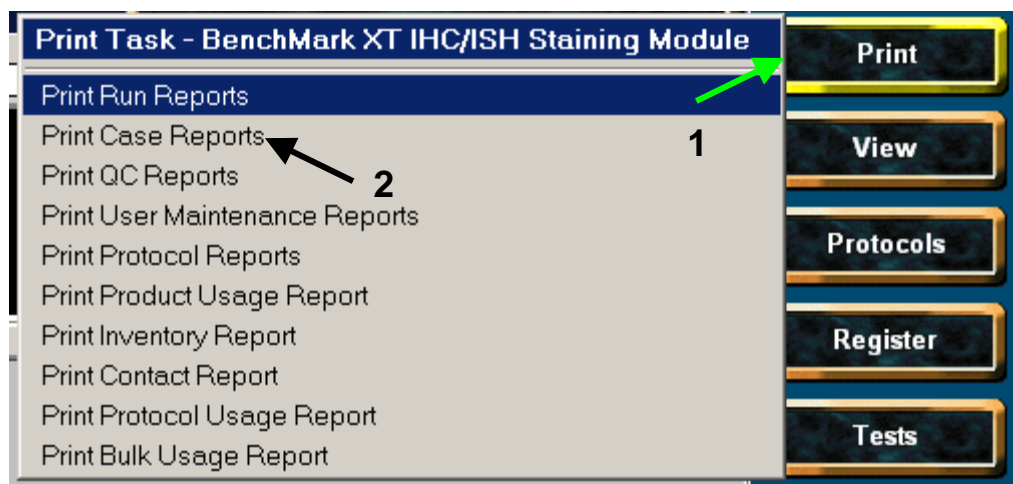 Print Task - BenchMark XT IHC/ISH Staining Module
Print Run Reports
Print Case Reports
Print QC Reports
Print User Maintenance Reports
Print Protocol Reports
Print Product Usage Report
Print Inventory Report
Print Contact Report
Print Protocol Usage Report
Print Bulk Usage Report
1
2
Print
View
Protocols
Register
Tests